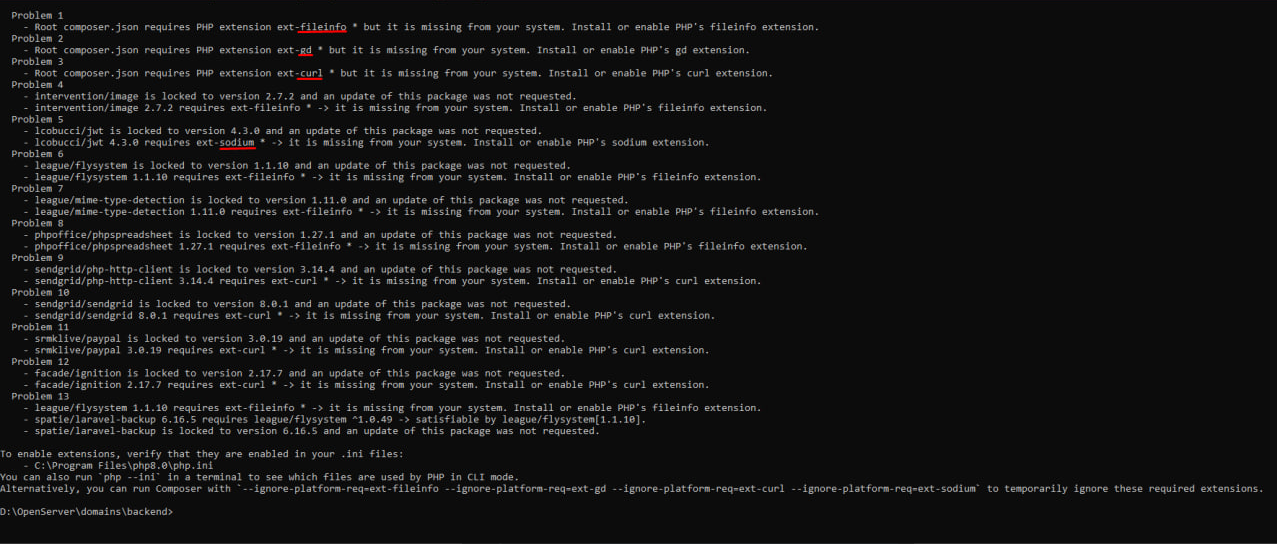 Problem 1
- Root composer.json requires PHP extension ext-fileinfo * but it is missing from your system. Install or enable PHP's fileinfo extension.
Problem 2
- Root composer.json requires PHP extension ext-gd * but it is missing from your system. Install or enable PHP's gd extension.
Problem 3
- Root composer.json requires PHP extension ext-curl * but it is missing from your system. Install or enable PHP's curl extension.
Problem 4
- intervention/image is locked to version 2.7.2 and an update of this package was not requested.
- intervention/image 2.7.2 requires ext-fileinfo * -> it is missing from your system. Install or enable PHP's fileinfo extension.
Problem 5
- lcobucci/jwt is locked to version 4.3.0 and an update of this package was not requested.
- lcobucci/jwt 4.3.0 requires ext-sodium * -> it is missing from your system. Install or enable PHP's sodium extension.
Problem 6
- league/flysystem is locked to version 1.1.10 and an update of this package was not requested.
- league/flysystem 1.1.10 requires ext-fileinfo * -> it is missing from your system. Install or enable PHP's fileinfo extension.
Problem 7
- league/mime-type-detection is locked to version 1.11.0 and an update of this package was not requested.
- league/mime-type-detection 1.11.0 requires ext-fileinfo * -> it is missing from your system. Install or enable PHP's fileinfo extension.
Problem 8
- phpoffice/phpspreadsheet is locked to version 1.27.1 and an update of this package was not requested.
- phpoffice/phpspreadsheet 1.27.1 requires ext-fileinfo * -> it is missing from your system. Install or enable PHP's fileinfo extension.
Problem 9
- sendgrid/php-http-client is locked to version 3.14.4 and an update of this package was not requested.
- sendgrid/php-http-client 3.14.4 requires ext-curl * -> it is missing from your system. Install or enable PHP's curl extension.
Problem 10
- sendgrid/sendgrid is locked to version 8.0.1 and an update of this package was not requested.
- sendgrid/sendgrid 8.0.1 requires ext-curl * -> it is missing from your system. Install or enable PHP's curl extension.
Problem 11
- srmklive/paypal is locked to version 3.0.19 and an update of this package was not requested.
- srmklive/paypal 3.0.19 requires ext-curl * -> it is missing from your system. Install or enable PHP's curl extension.
Problem 12
- facade/ignition is locked to version 2.17.7 and an update of this package was not requested.
- facade/ignition 2.17.7 requires ext-curl * -> it is missing from your system. Install or enable PHP's curl extension.
Problem 13
- league/flysystem 1.1.10 requires ext-fileinfo * -> it is missing from your system. Install or enable PHP's fileinfo extension.
- spatie/laravel-backup 6.16.5 requires league/flysystem ^1.0.49 -> satisfiable by league/flysystem[1.1.10].
- spatie/laravel-backup is locked to version 6.16.5 and an update of this package was not requested.
To enable extensions, verify that they are enabled in your .ini files:
- C:\Program Files\php8.0\php.ini
You can also run `php --ini` in a terminal to see which files are used by PHP in CLI mode.
Alternatively, you can run Composer with `--ignore-platform-req=ext-fileinfo --ignore-platform-req=ext-gd --ignore-platform-req=ext-curl --ignore-platform-req=ext-sodium` to temporarily ignore these required extensions.
D:\OpenServer\domains\backend>